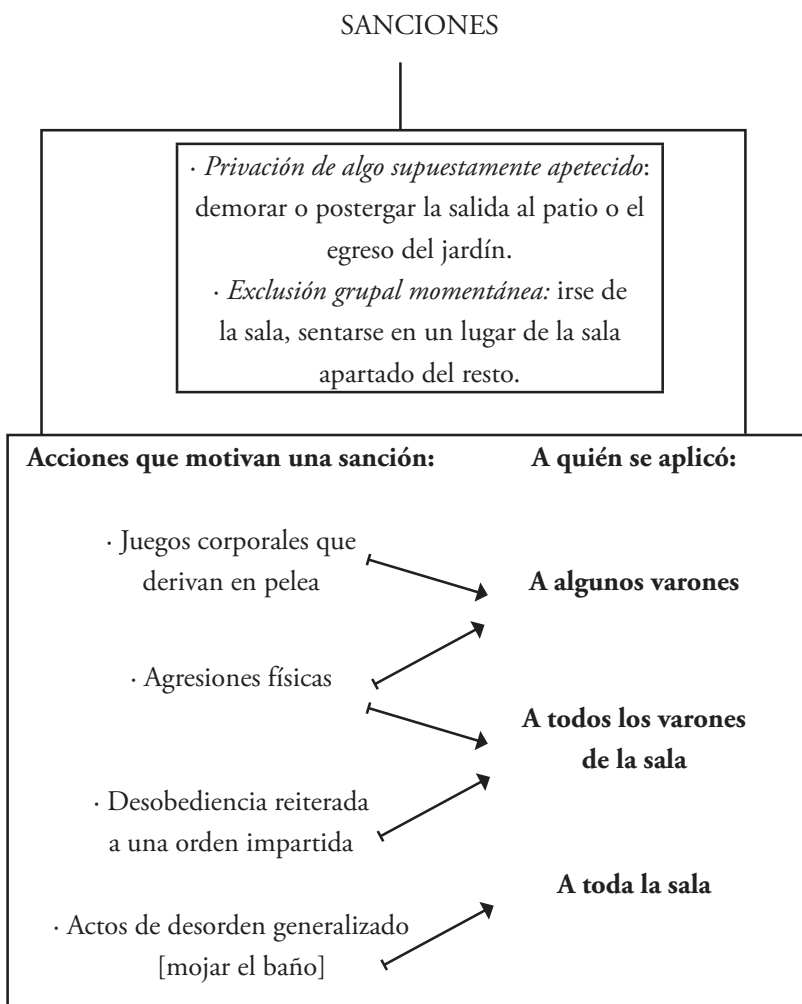 SANCIONES
· Privación de algo supuestamente apetecido:
demorar o postergar la salida al patio o el
egreso del jardín.
· Exclusión grupal momentánea: irse de
la sala, sentarse en un lugar de la sala
apartado del resto.
Acciones que motivan una sanción:
A quién se aplicó:
· Juegos corporales que
derivan en pelea
A algunos varones
· Agresiones físicas
A todos los varones
de la sala
· Desobediencia reiterada
a una orden impartida
A toda la sala
· Actos de desorden generalizado
[mojar el baño]